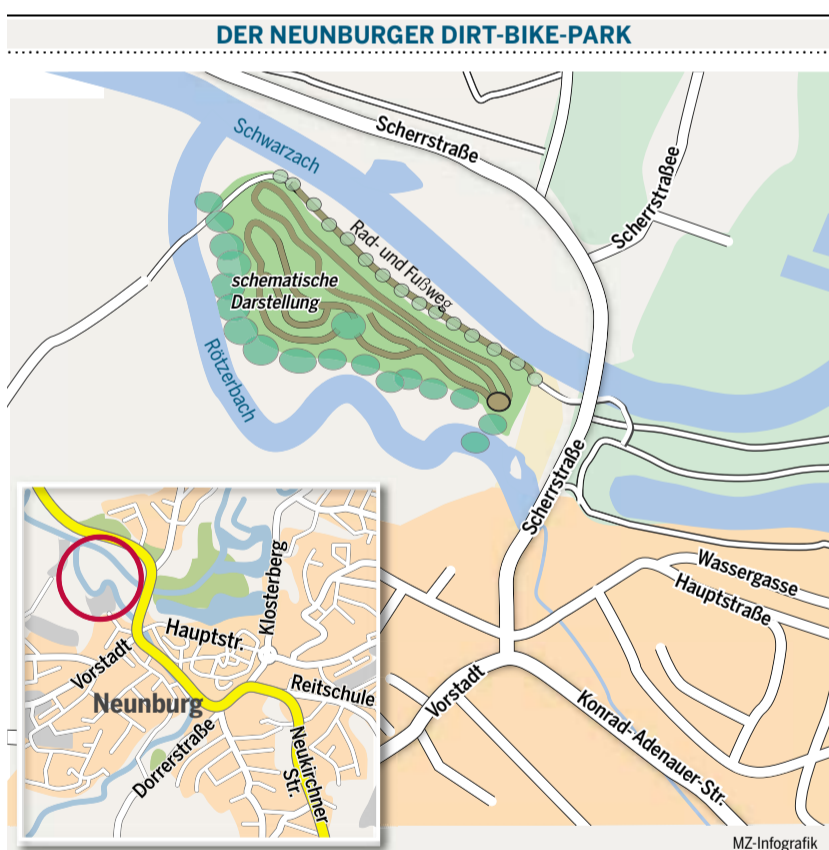 DER NEUNBURGER DIRT-BIKE-PARK
Schwarzach
Scherrstraße
Scherrstraßee
Rad- und Fußweg
schematische
Darstellung
Rötzerbach
Scherrstraße
Wassergasse
Hauptstraße
Vorstadt
Konrad-Adenauer-Str.
Klosterberg
Hauptstr.
Vorstadt
Reitschule
Neunburg
Dorrerstraße
Neukirchner
Str.
MZ-Infografik